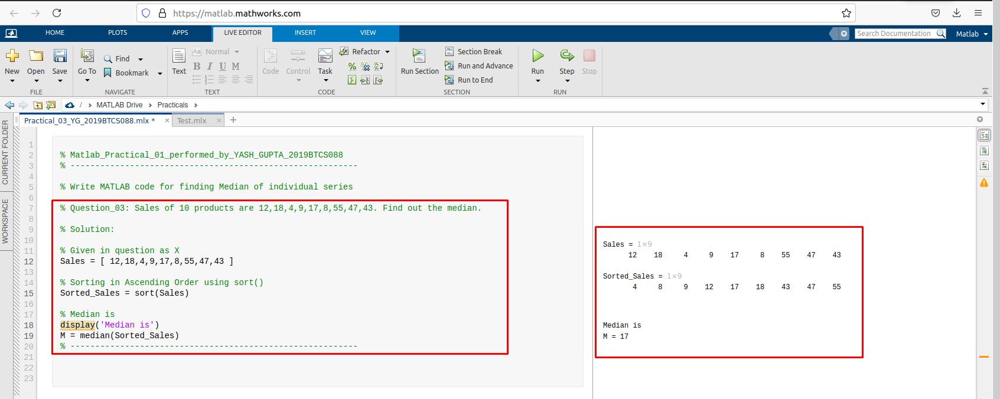 https://matlab.mathworks.com
HOME PLOTS APPS LIVE EDITOR INSERT VIEW
Search Documentation Matlab
New Open Save
FILE
Go To Find Bookmark
NAVIGATE
Text Aa Normal
B I U M
TEXT
Code Control Task Refactor
CODE
Run Section Section Break
Run and Advance
Run to End
SECTION
Run Step Stop
RUN
/ > MATLAB Drive > Practicals >
Practical_03_YG_2019BTCS088.mlx * × Test.mlx × +
CURRENT FOLDER
WORKSPACE
1
2 % Matlab_Practical_01_performed_by_YASH_GUPTA_2019BTCS088
3 % ----------------------------------------------------------
4
5 % Write MATLAB code for finding Median of individual series
6
7 % Question_03: Sales of 10 products are 12,18,4,9,17,8,55,47,43. Find out the median.
8
9 % Solution:
10
11 % Given in question as X
12 Sales = [ 12,18,4,9,17,8,55,47,43 ]
13
14 % Sorting in Ascending Order using sort()
15 Sorted_Sales = sort(Sales)
16
17 % Median is
18 display('Median is')
19 M = median(Sorted_Sales)
20 % ----------------------------------------------------------
21
22
23
Sales = 1×9
12 18 4 9 17 8 55 47 43
Sorted_Sales = 1×9
4 8 9 12 17 18 43 47 55
Median is
M = 17